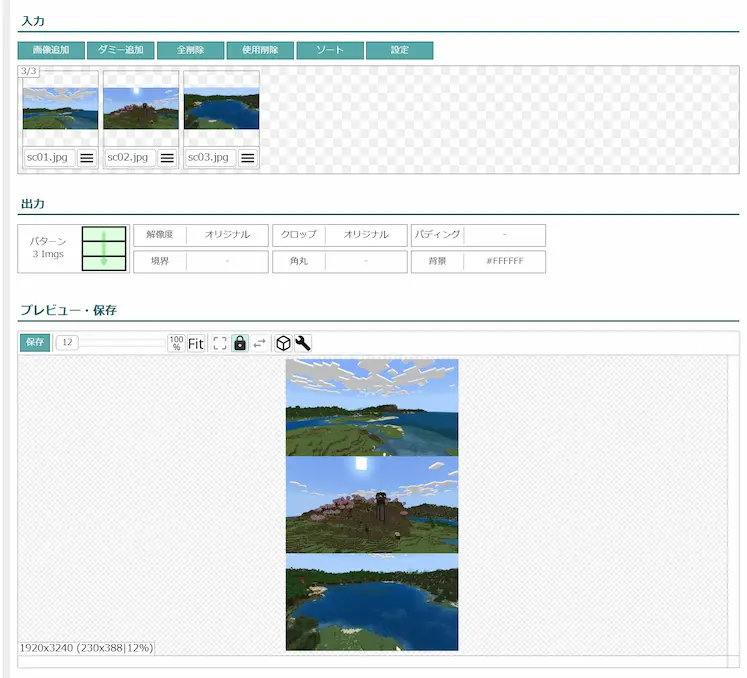 入力
画像追加 ダミー追加 全削除 使用削除 ソート 設定
3/3
sc01.jpg sc02.jpg sc03.jpg
出力
パターン
3 Imgs
解像度 オリジナル クロップ オリジナル パディング -
境界 - 角丸 - 背景 #FFFFFF
プレビュー・保存
保存 12 100 % Fit
1920x3240 (230x388|12%)